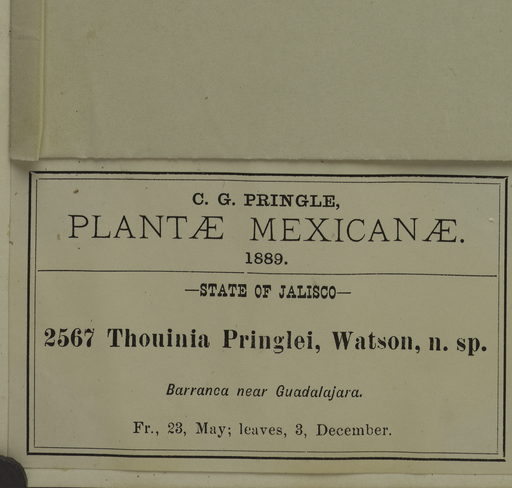 C. G. PRINGLE,
PLANTÆ MEXICANÆ.
1889.
—STATE OF JALISCO—
2567 Thouinia Pringlei, Watson, n. sp.
Barranca near Guadalajara.
Fr., 23, May; leaves, 3, December.